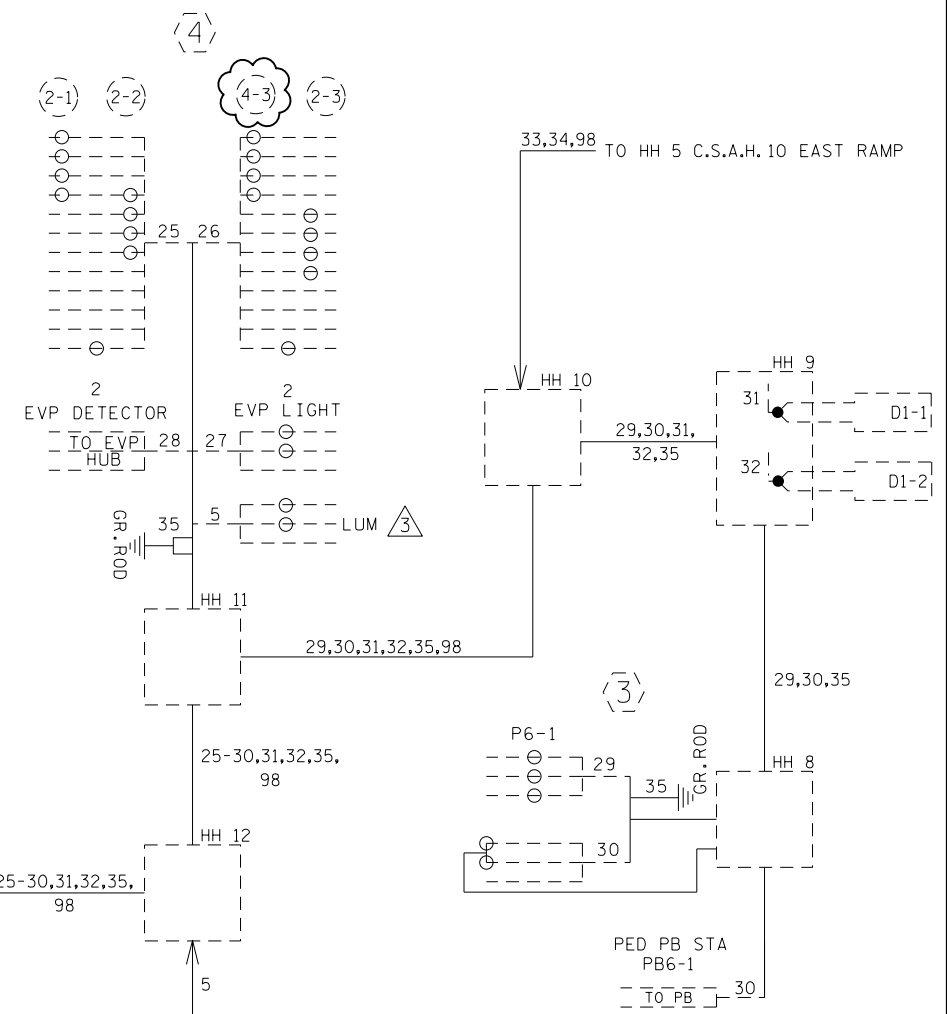 4
2-1
2-2
4-3
2-3
33,34,98
TO HH 5 C.S.A.H. 10 EAST RAMP
25
26
2
EVP DETECTOR
2
EVP LIGHT
TO EVP
HUB
28
27
GR.ROD
35
5
LUM
3
HH 10
29,30,31,
32,35
HH 9
31
D1-1
32
D1-2
HH 11
29,30,31,32,35,98
29,30,35
25-30,31,32,35,
98
3
P6-1
29
35
GR.ROD
HH 8
30
HH 12
25-30,31,32,35,
98
5
PED PB STA
PB6-1
TO PB
30